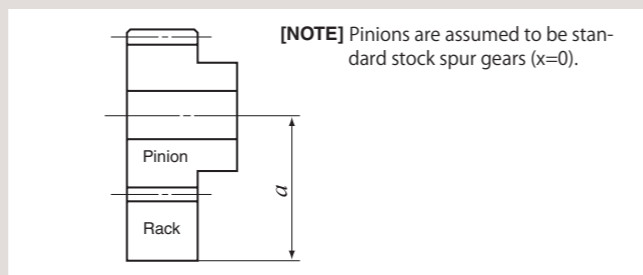 [NOTE] Pinions are assumed to be stan-
dard stock spur gears (x=0).
Pinion
a
Rack